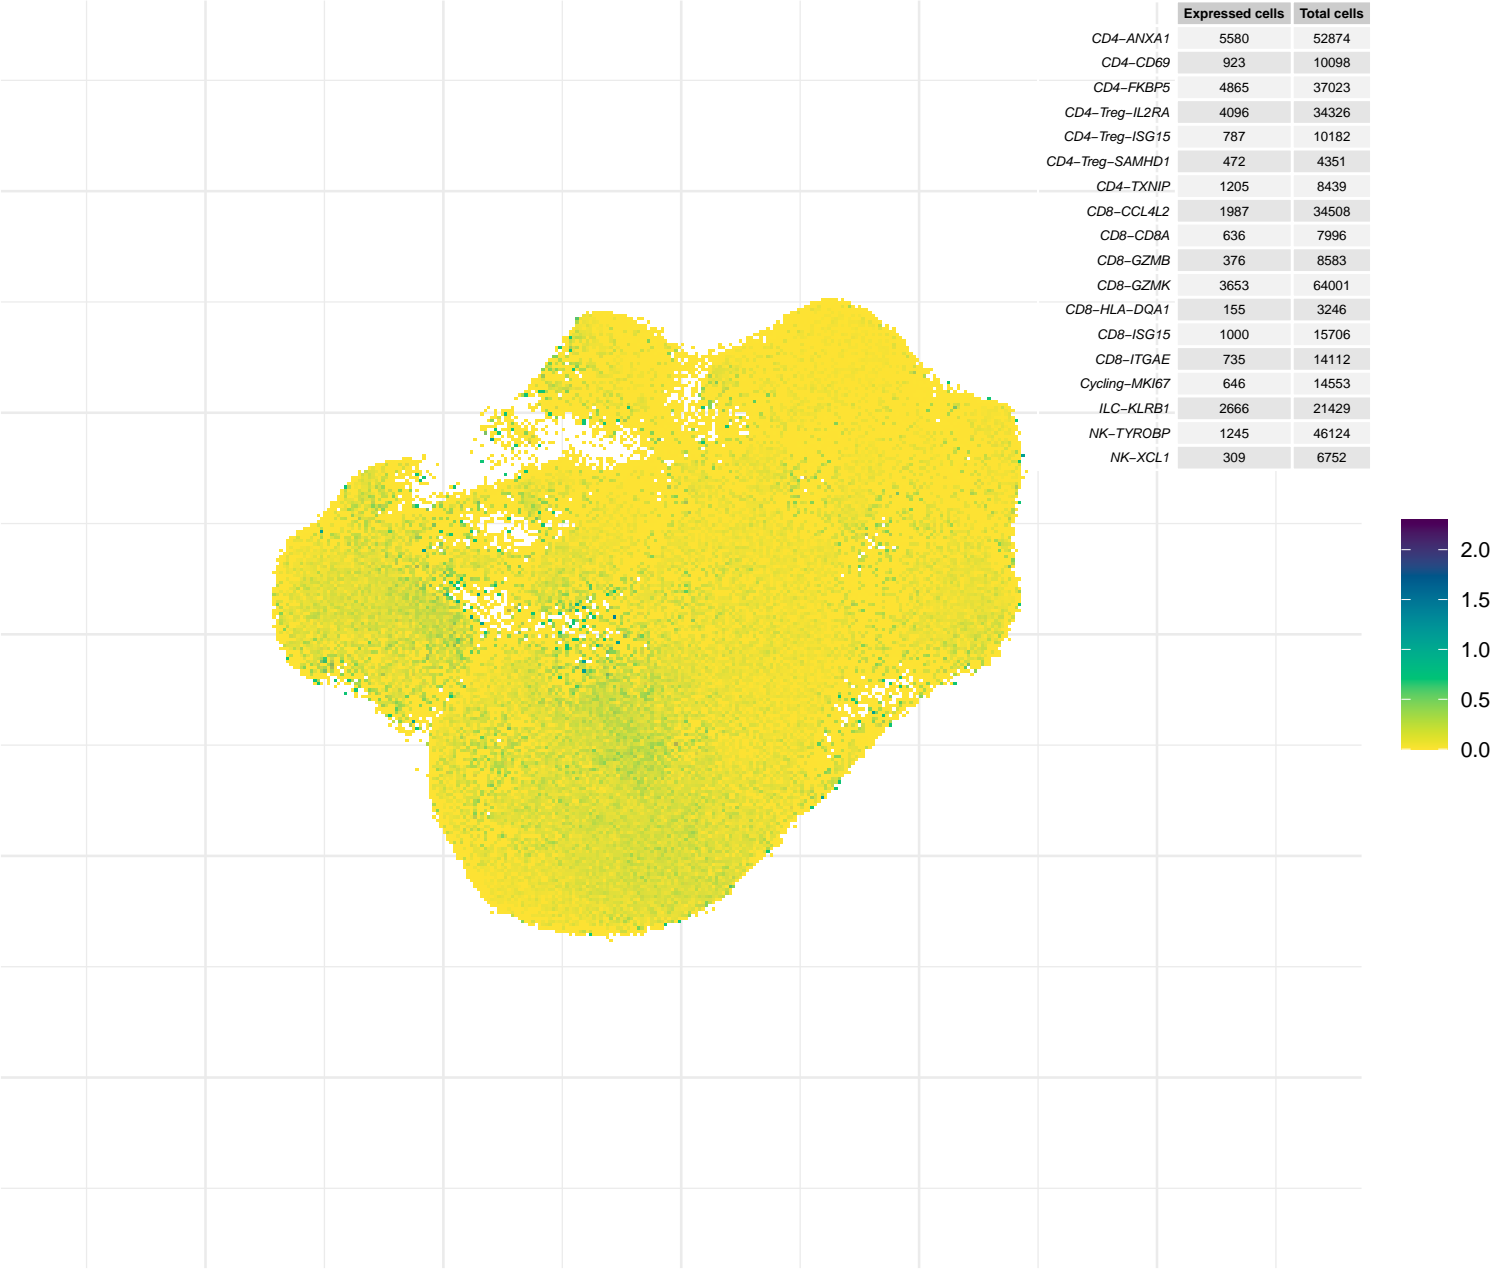 Expressed cells Total cells
CD4−ANXA1 5580 52874
CD4−CD69 923 10098
CD4−FKBP5 4865 37023
CD4−Treg−IL2RA 4096 34326
CD4−Treg−ISG15 787 10182
CD4−Treg−SAMHD1 472 4351
CD4−TXNIP 1205 8439
CD8−CCL4L2 1987 34508
CD8−CD8A 636 7996
CD8−GZMB 376 8583
CD8−GZMK 3653 64001
CD8−HLA−DQA1 155 3246
CD8−ISG15 1000 15706
CD8−ITGAE 735 14112
Cycling−MKI67 646 14553
ILC−KLRB1 2666 21429
NK−TYROBP 1245 46124
NK−XCL1 309 6752
2.0
1.5
1.0
0.5
0.0